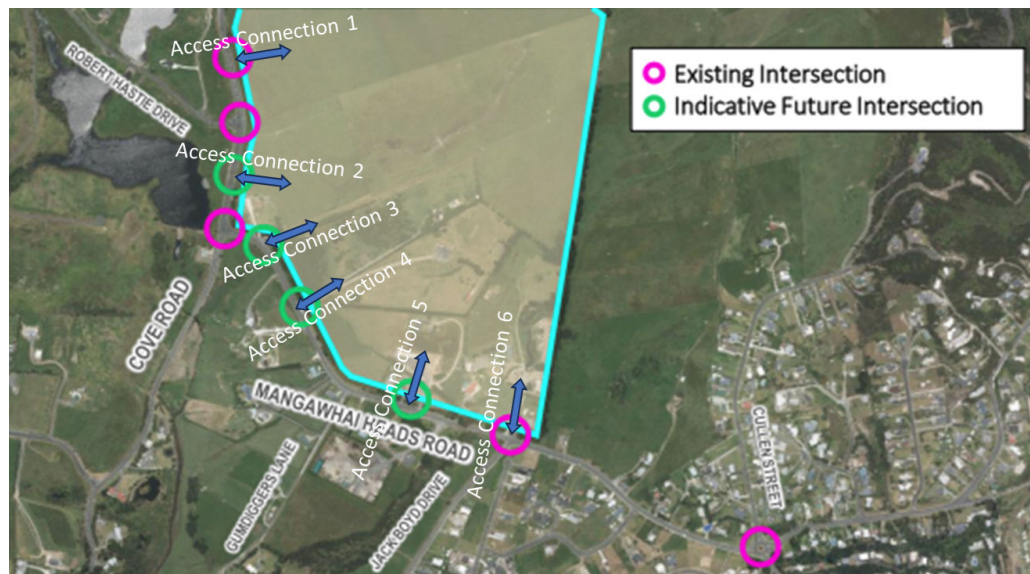 Access Connection 1
ROBERT HASTIE DRIVE
Existing Intersection
Indicative Future Intersection
Access Connection 2
Access Connection 3
Access Connection 4
COVE ROAD
Access Connection 5
Access Connection 6
MANGAWHAI HEADS ROAD
GUMDIGGERS LANE
JACK BOYD DRIVE
CULLEN STREET